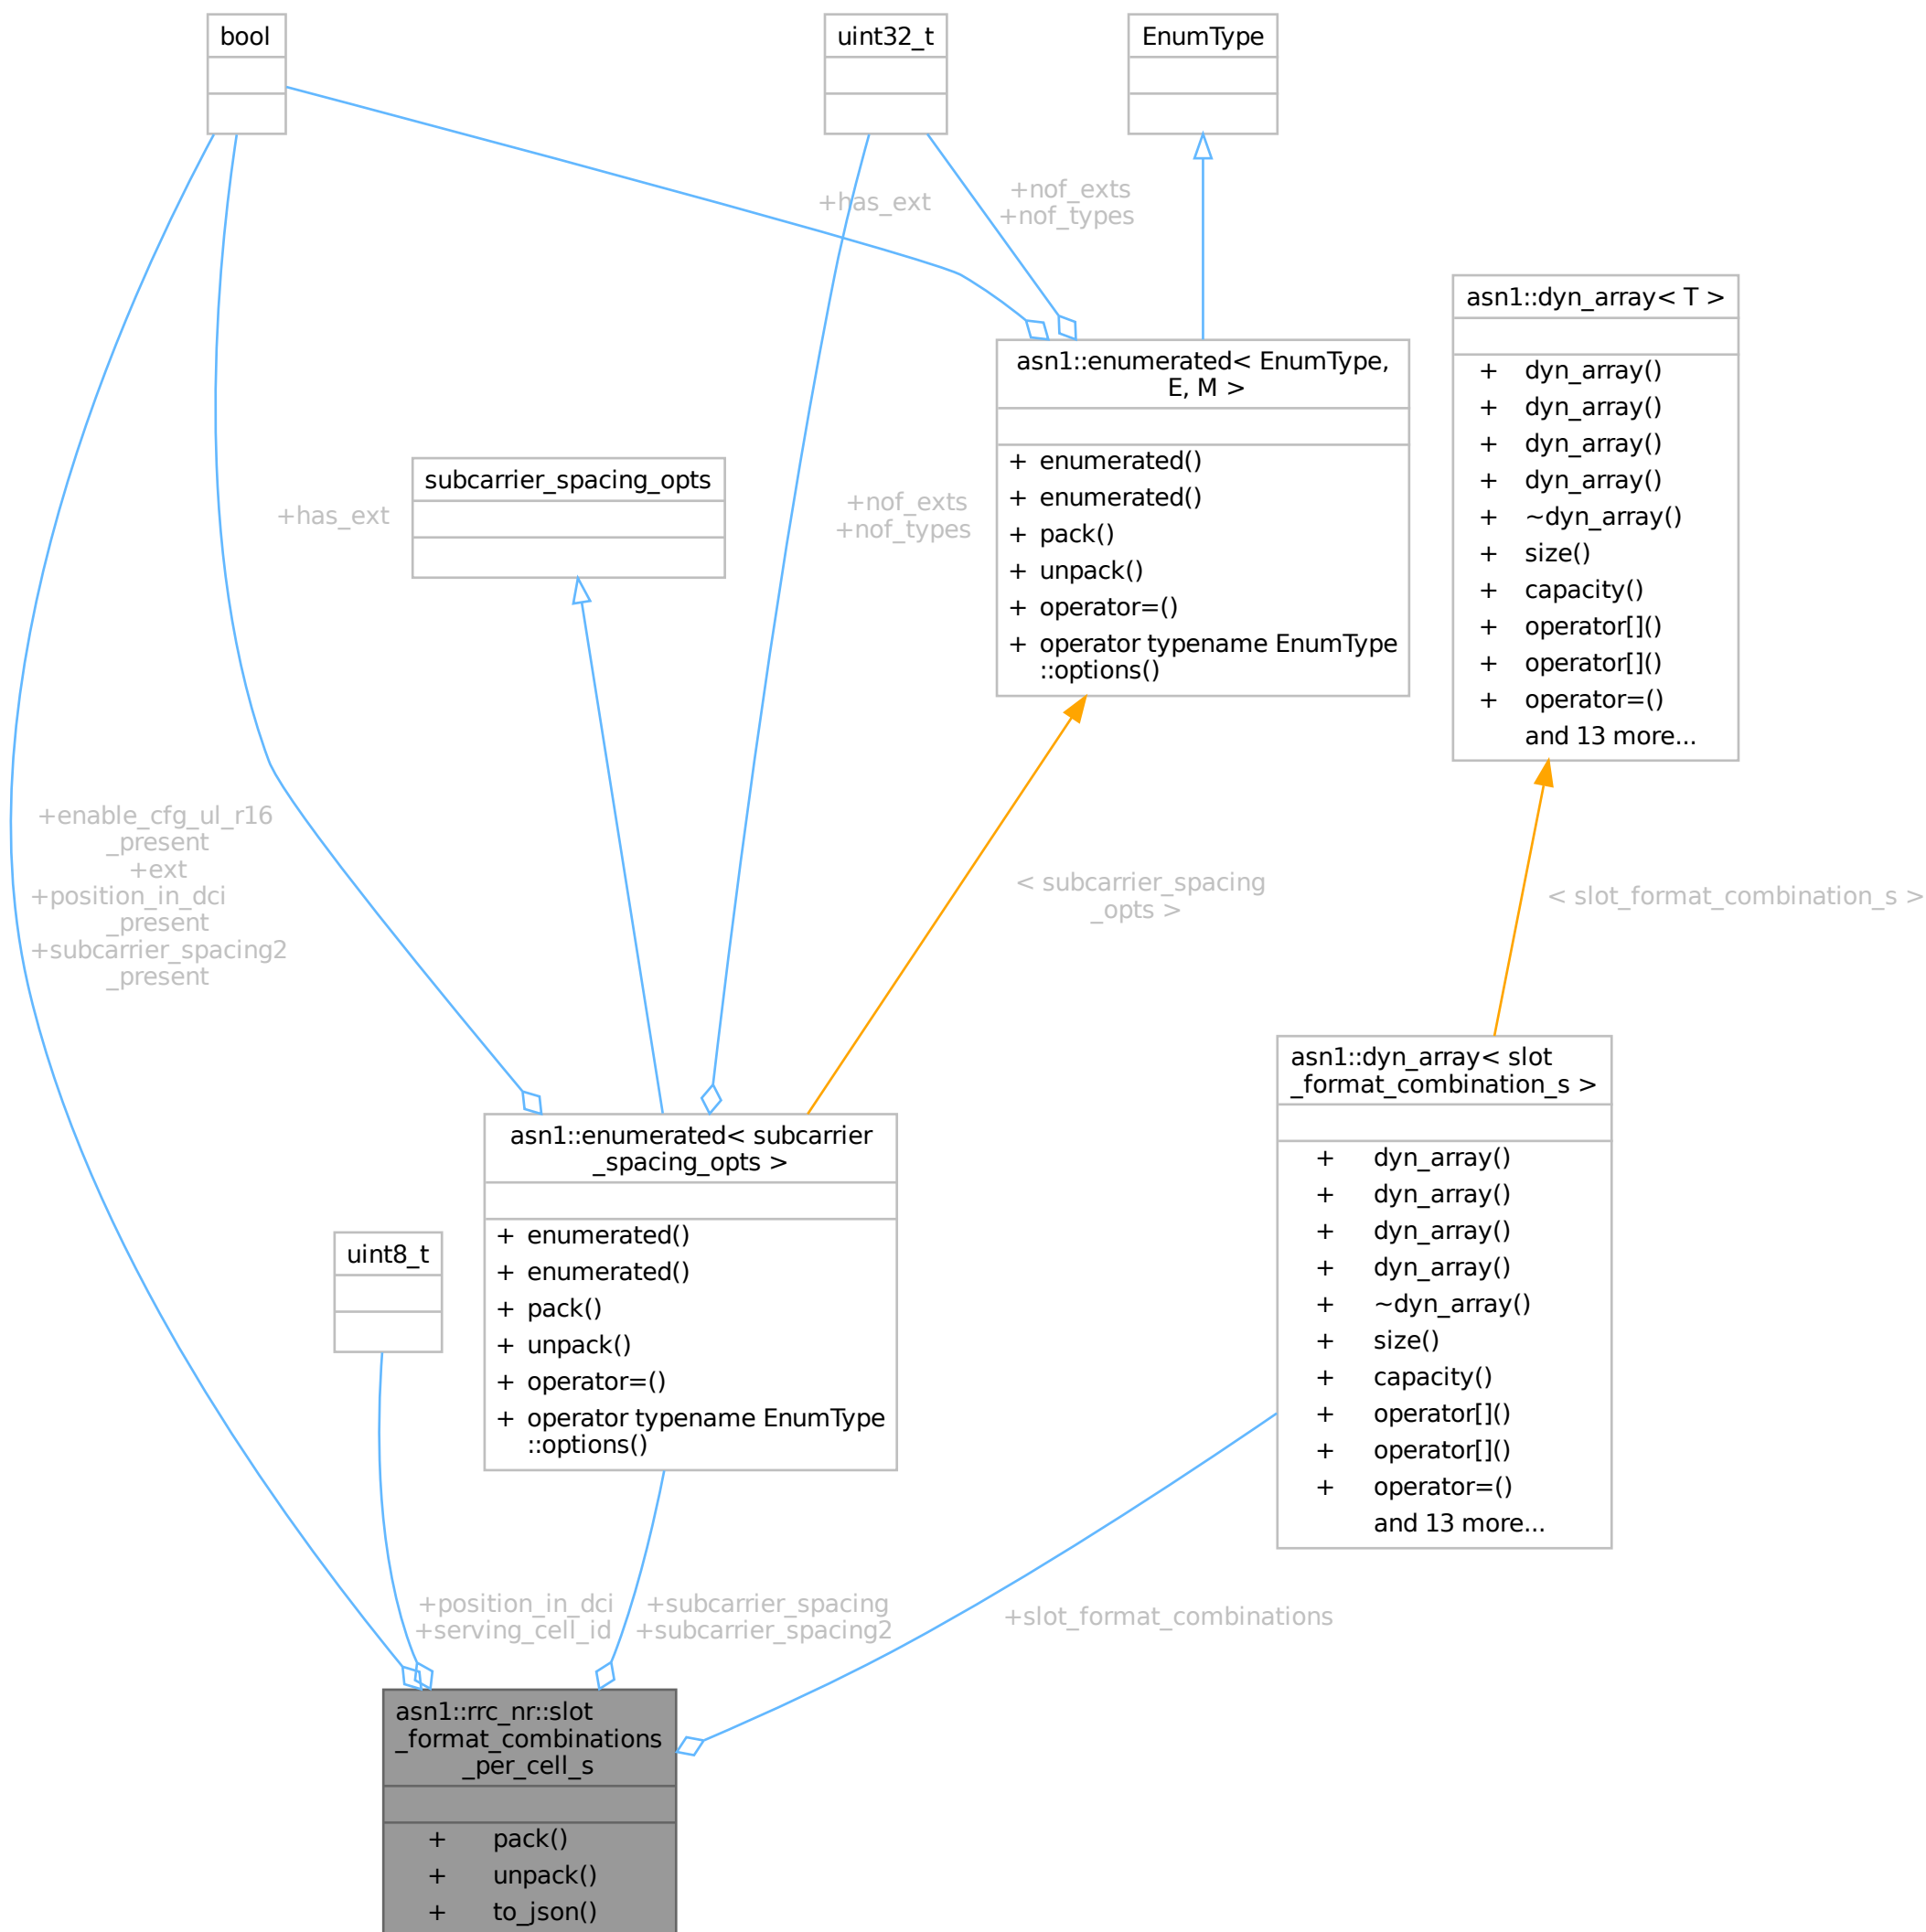 bool
uint32_t
EnumType
+has_ext
+nof_exts
+nof_types
asn1::dyn_array< T >
+ dyn_array()
+ dyn_array()
+ dyn_array()
+ dyn_array()
+ ~dyn_array()
+ size()
+ capacity()
+ operator[]()
+ operator[]()
+ operator=()
and 13 more...
asn1::enumerated< EnumType,
E, M >
+ enumerated()
+ enumerated()
+ pack()
+ unpack()
+ operator=()
+ operator typename EnumType
::options()
subcarrier_spacing_opts
+has_ext
+nof_exts
+nof_types
+enable_cfg_ul_r16
_present
+ext
+position_in_dci
_present
+subcarrier_spacing2
_present
< subcarrier_spacing
_opts >
< slot_format_combination_s >
asn1::dyn_array< slot
_format_combination_s >
+ dyn_array()
+ dyn_array()
+ dyn_array()
+ dyn_array()
+ ~dyn_array()
+ size()
+ capacity()
+ operator[]()
+ operator[]()
+ operator=()
and 13 more...
asn1::enumerated< subcarrier
_spacing_opts >
+ enumerated()
+ enumerated()
+ pack()
+ unpack()
+ operator=()
+ operator typename EnumType
::options()
uint8_t
+position_in_dci
+serving_cell_id
+subcarrier_spacing
+subcarrier_spacing2
+slot_format_combinations
asn1::rrc_nr::slot
_format_combinations
_per_cell_s
+ pack()
+ unpack()
+ to_json()